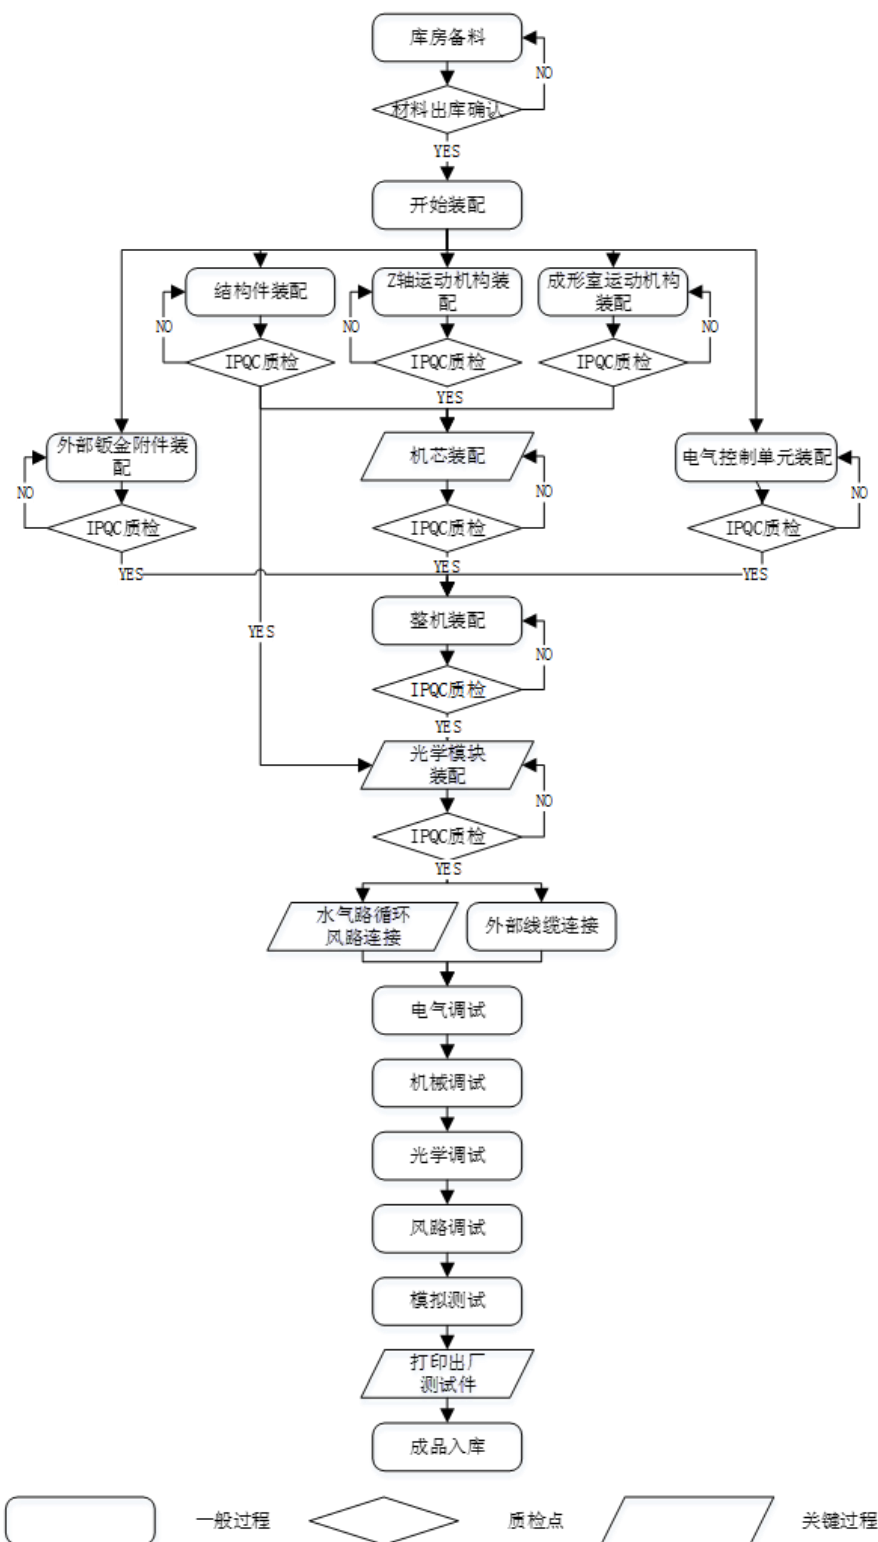 库房备料
NO
材料出库确认
YES
开始装配
结构件装配
Z轴运动机构装
配
成形室运动机构
装配
NO
NO
NO
IPQC质检
IPQC质检
IPQC质检
YES
外部钣金附件装
配
机芯装配
电气控制单元装配
NO
NO
NO
IPQC质检
IPQC质检
IPQC质检
YES
YES
YES
整机装配
YES
NO
IPQC质检
YES
光学模块
装配
NO
IPQC质检
YES
水气路循环
风路连接
外部线缆连接
电气调试
机械调试
光学调试
风路调试
模拟测试
打印出厂
测试件
成品入库
一般过程
质检点
关键过程